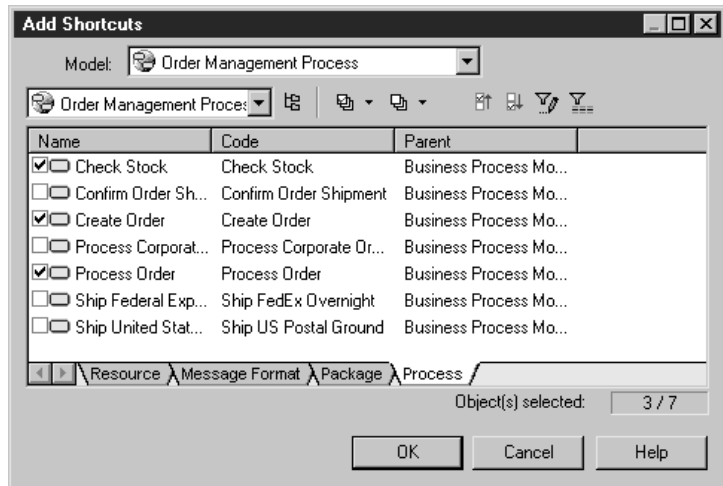 Add Shortcuts
Model: Order Management Process
Order Management Proces
Name Code Parent
Check Stock Check Stock Business Process Mo...
Confirm Order Sh... Confirm Order Shipment Business Process Mo...
Create Order Create Order Business Process Mo...
Process Corporat... Process Corporate Or... Business Process Mo...
Process Order Process Order Business Process Mo...
Ship Federal Exp... Ship FedEx Overnight Business Process Mo...
Ship United Stat... Ship US Postal Ground Business Process Mo...
Resource Message Format Package Process
Object(s) selected: 3 / 7
OK Cancel Help